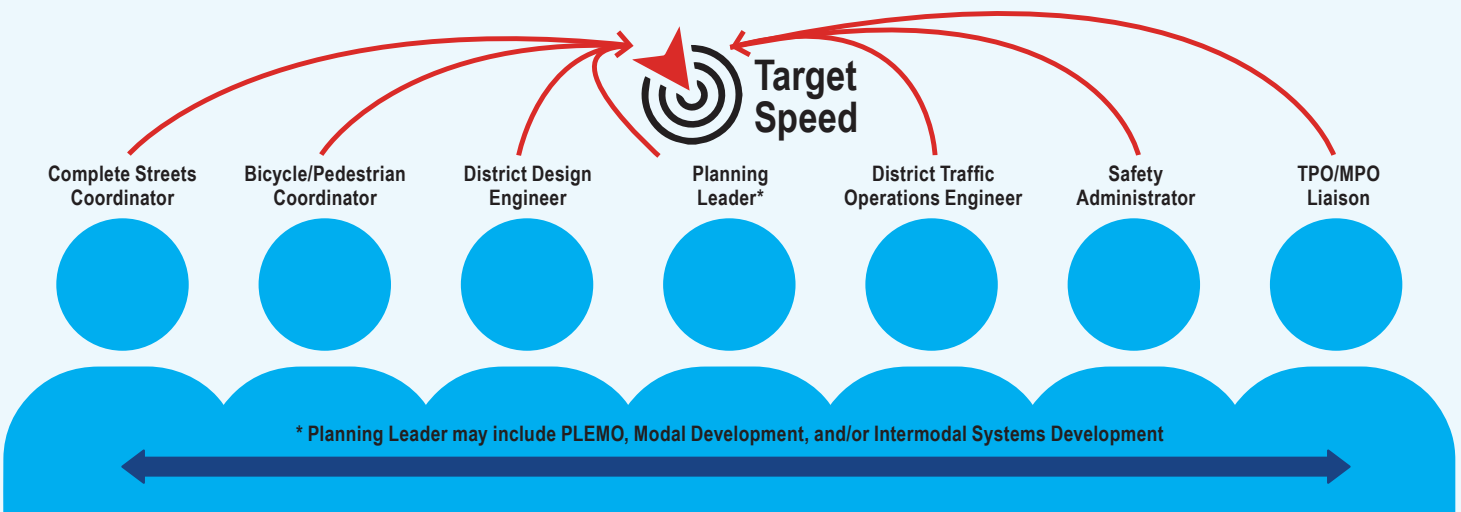 Target
Speed
Complete Streets
Coordinator
Bicycle/Pedestrian
Coordinator
District Design
Engineer
Planning
Leader*
District Traffic
Operations Engineer
Safety
Administrator
TPO/MPO
Liaison
* Planning Leader may include PLEMO, Modal Development, and/or Intermodal Systems Development